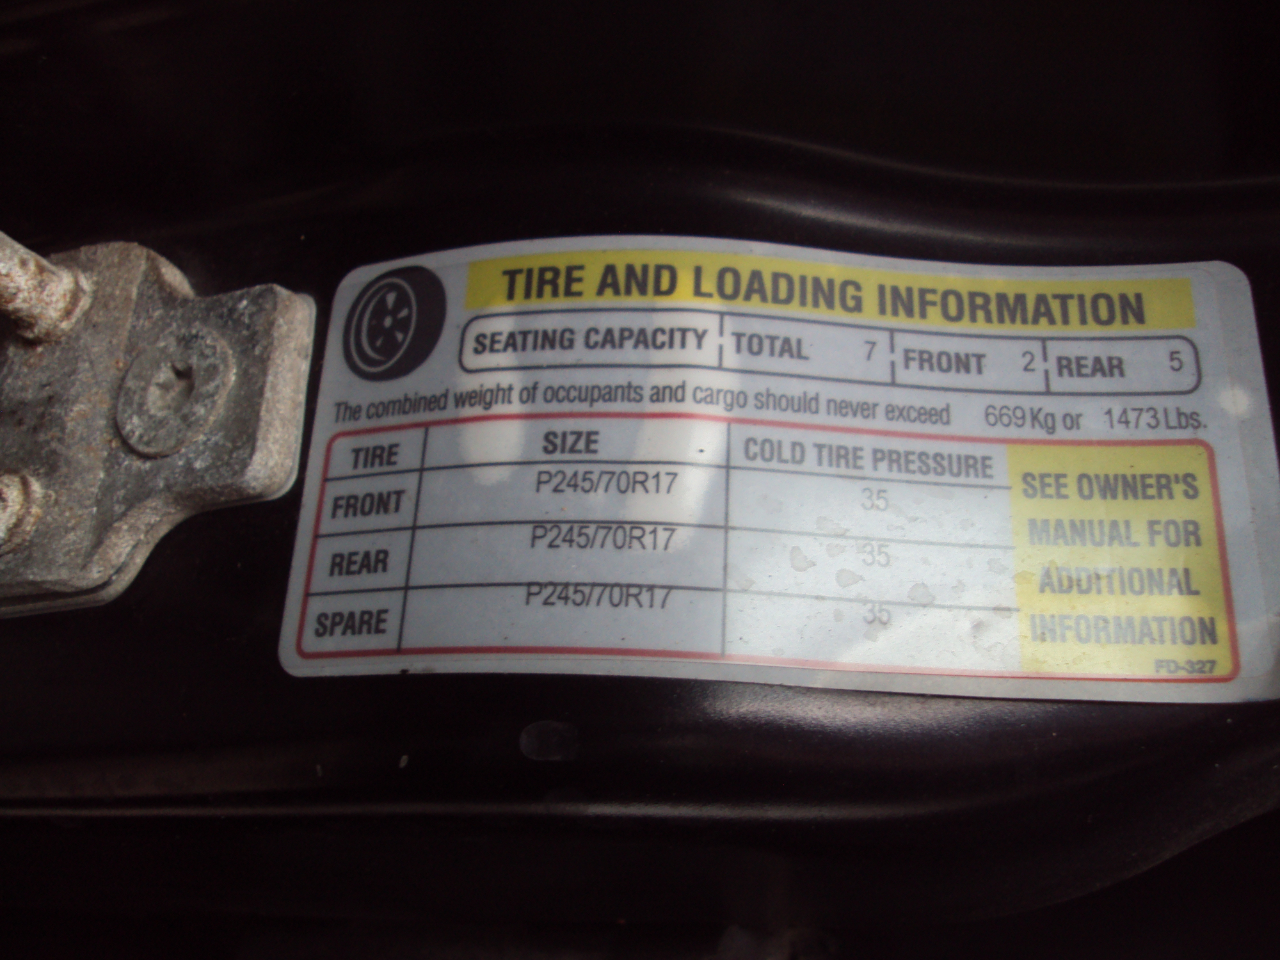 TIRE AND LOADING INFORMATION
SEATING CAPACITY TOTAL 7 FRONT 2 REAR 5
The combined weight of occupants and cargo should never exceed 669 Kg or 1473 Lbs.
TIRE SIZE COLD TIRE PRESSURE
FRONT P245/70R17 35
REAR P245/70R17 35
SPARE P245/70R17 35
SEE OWNER'S
MANUAL FOR
ADDITIONAL
INFORMATION
FD-327